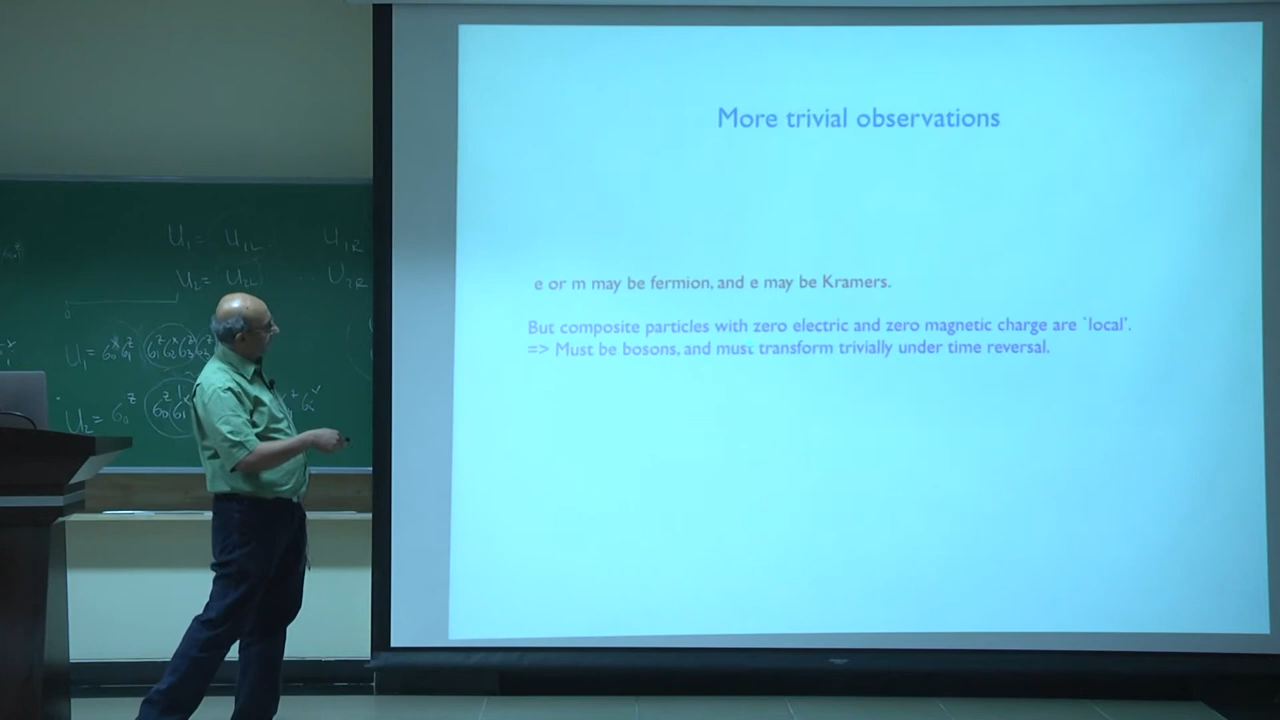 More trivial observations
e or m may be fermion, and e may be Kramers.
But composite particles with zero electric and zero magnetic charge are `local'.
=> Must be bosons, and must transform trivially under time reversal.
U₁ = U₁L U₁R
U₂ = U₂L ... U₂R
U₁ =
U₂ =